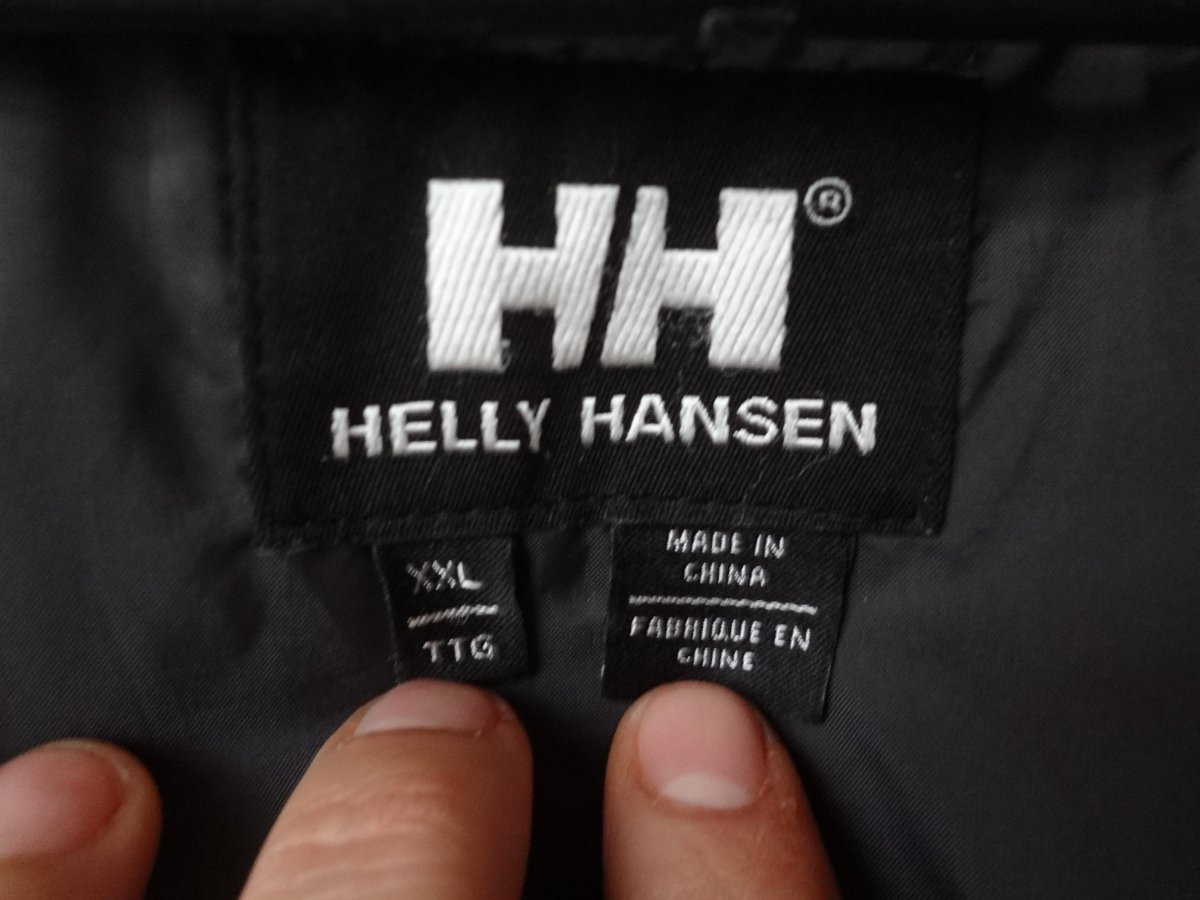 HH®
HELLY HANSEN
XXL
TTG
MADE IN
CHINA
FABRIQUE EN
CHINE